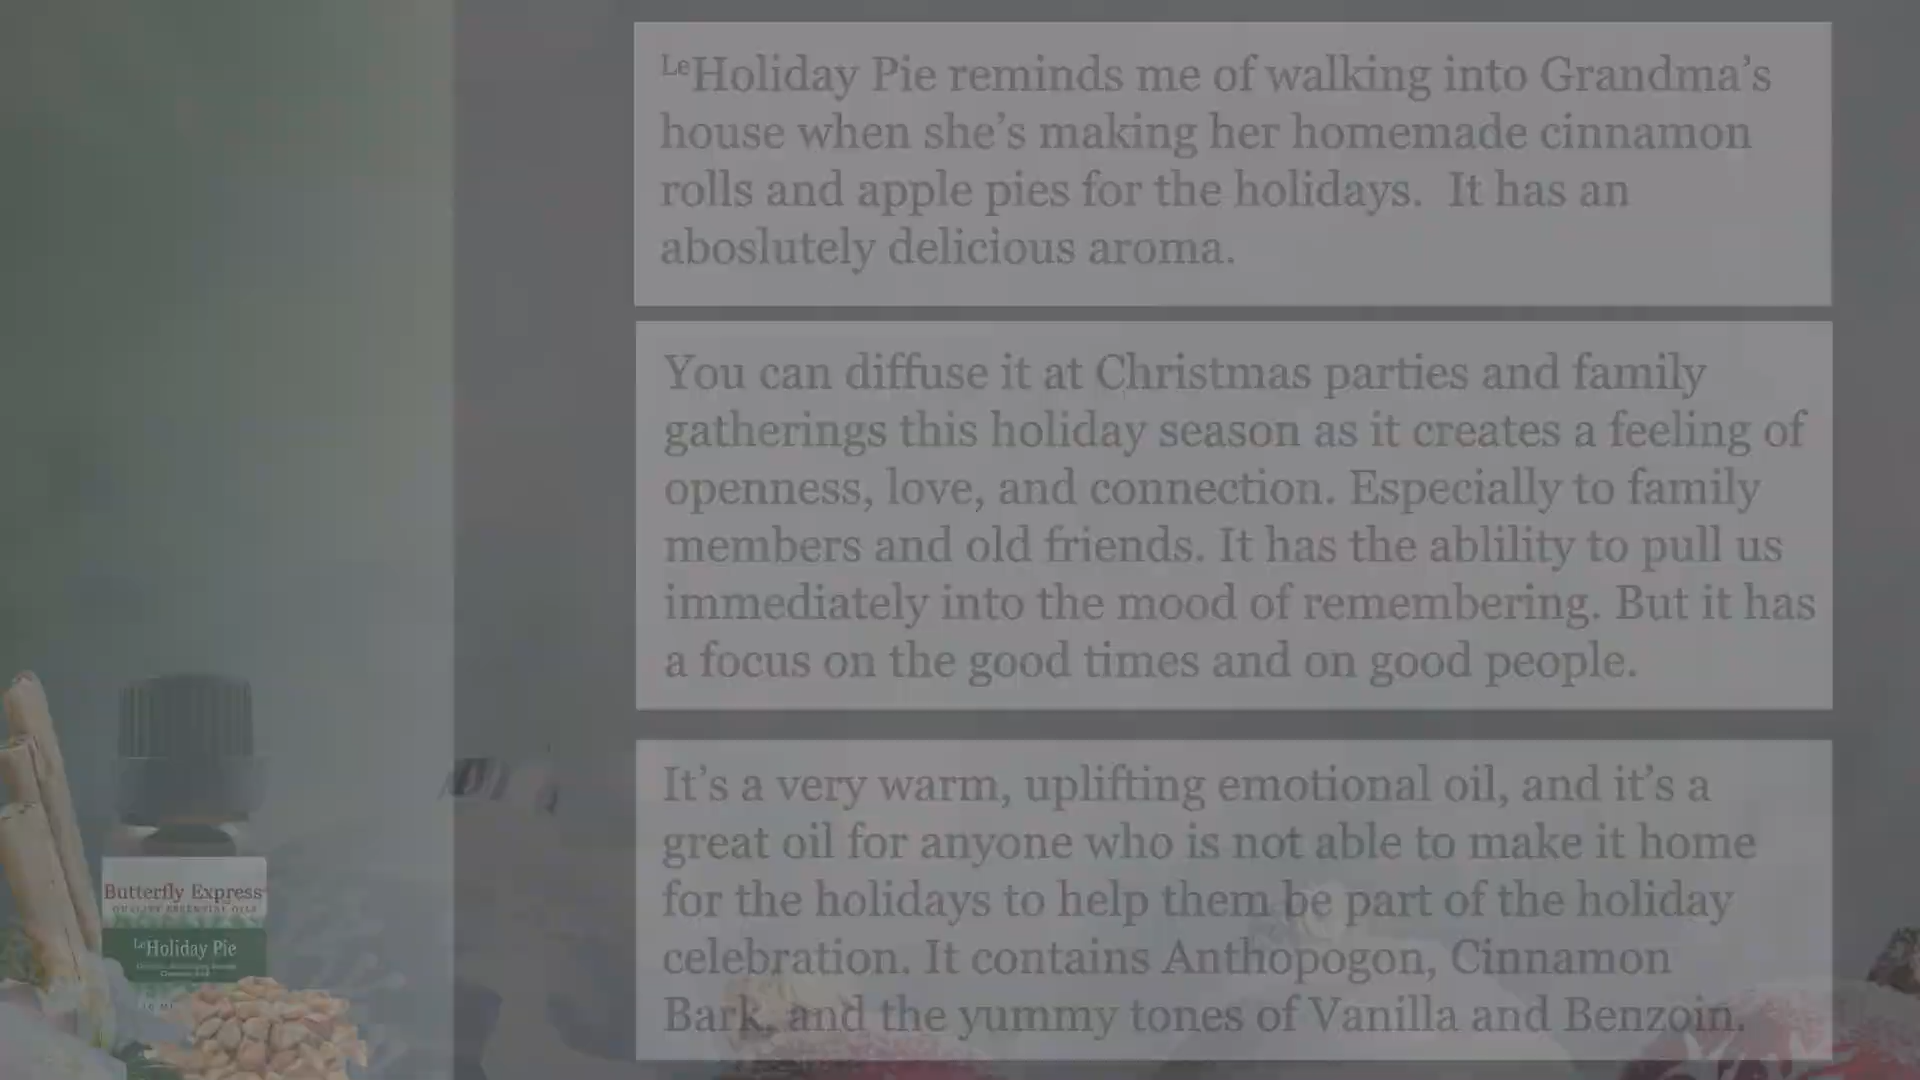 LeHoliday Pie reminds me of walking into Grandma's
house when she's making her homemade cinnamon
rolls and apple pies for the holidays. It has an
aboslutely delicious aroma.
You can diffuse it at Christmas parties and family
gatherings this holiday season as it creates a feeling of
openness, love, and connection. Especially to family
members and old friends. It has the ablility to pull us
immediately into the mood of remembering. But it has
a focus on the good times and on good people.
It's a very warm, uplifting emotional oil, and it's a
great oil for anyone who is not able to make it home
for the holidays to help them be part of the holiday
celebration. It contains Anthopogon, Cinnamon
Bark, and the yummy tones of Vanilla and Benzoin.
Butterfly Express
QUALITY ESSENTIAL OILS
LeHoliday Pie